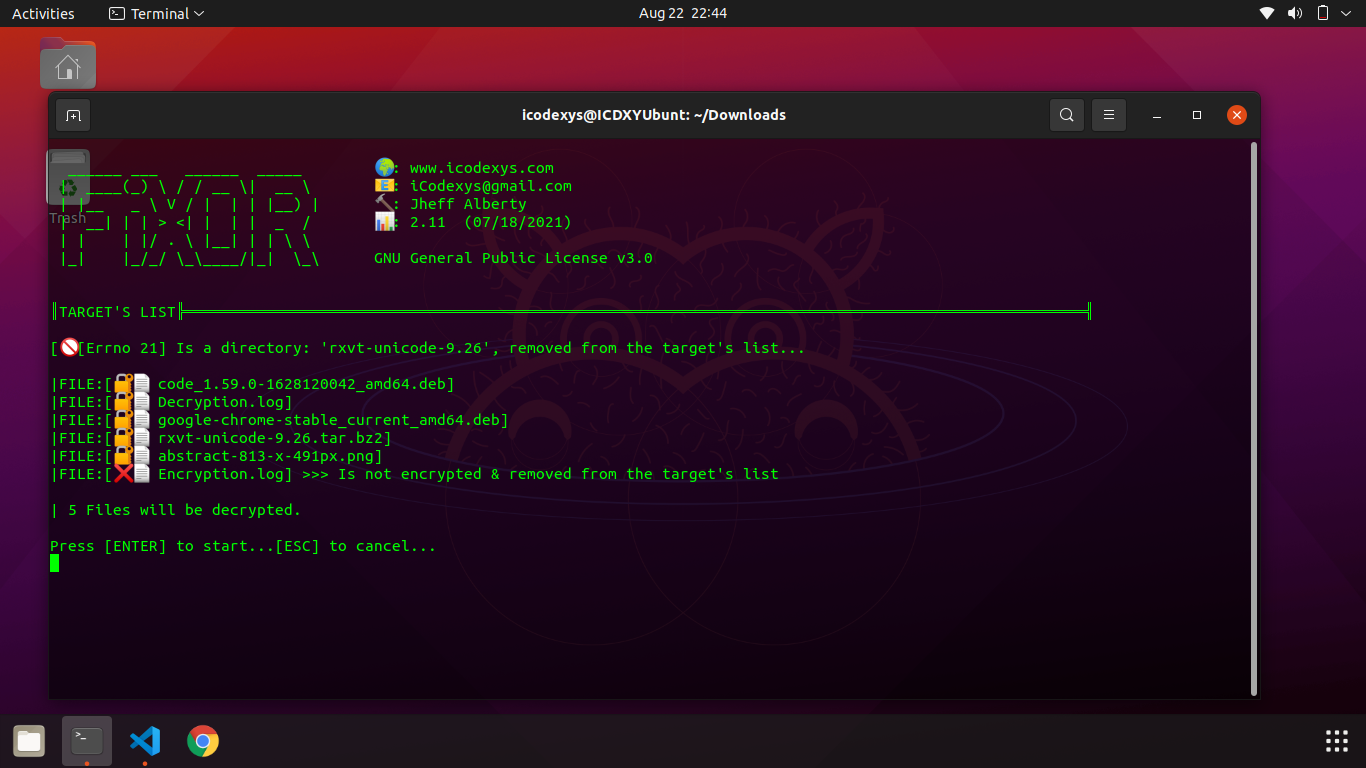 Activities
Terminal
Aug 22 22:44
icodexys@ICDXYUbunt: ~/Downloads
Trash
FIXOR
: www.icodexys.com
: iCodexys@gmail.com
: Jheff Alberty
: 2.11 (07/18/2021)
GNU General Public License v3.0
TARGET'S LIST
[🚫[Errno 21] Is a directory: 'rxvt-unicode-9.26', removed from the target's list...
|FILE:[🔐📄 code_1.59.0-1628120042_amd64.deb]
|FILE:[🔐📄 Decryption.log]
|FILE:[🔐📄 google-chrome-stable_current_amd64.deb]
|FILE:[🔐📄 rxvt-unicode-9.26.tar.bz2]
|FILE:[🔐📄 abstract-813-x-491px.png]
|FILE:[❌📄 Encryption.log] >>> Is not encrypted & removed from the target's list
| 5 Files will be decrypted.
Press [ENTER] to start...[ESC] to cancel...